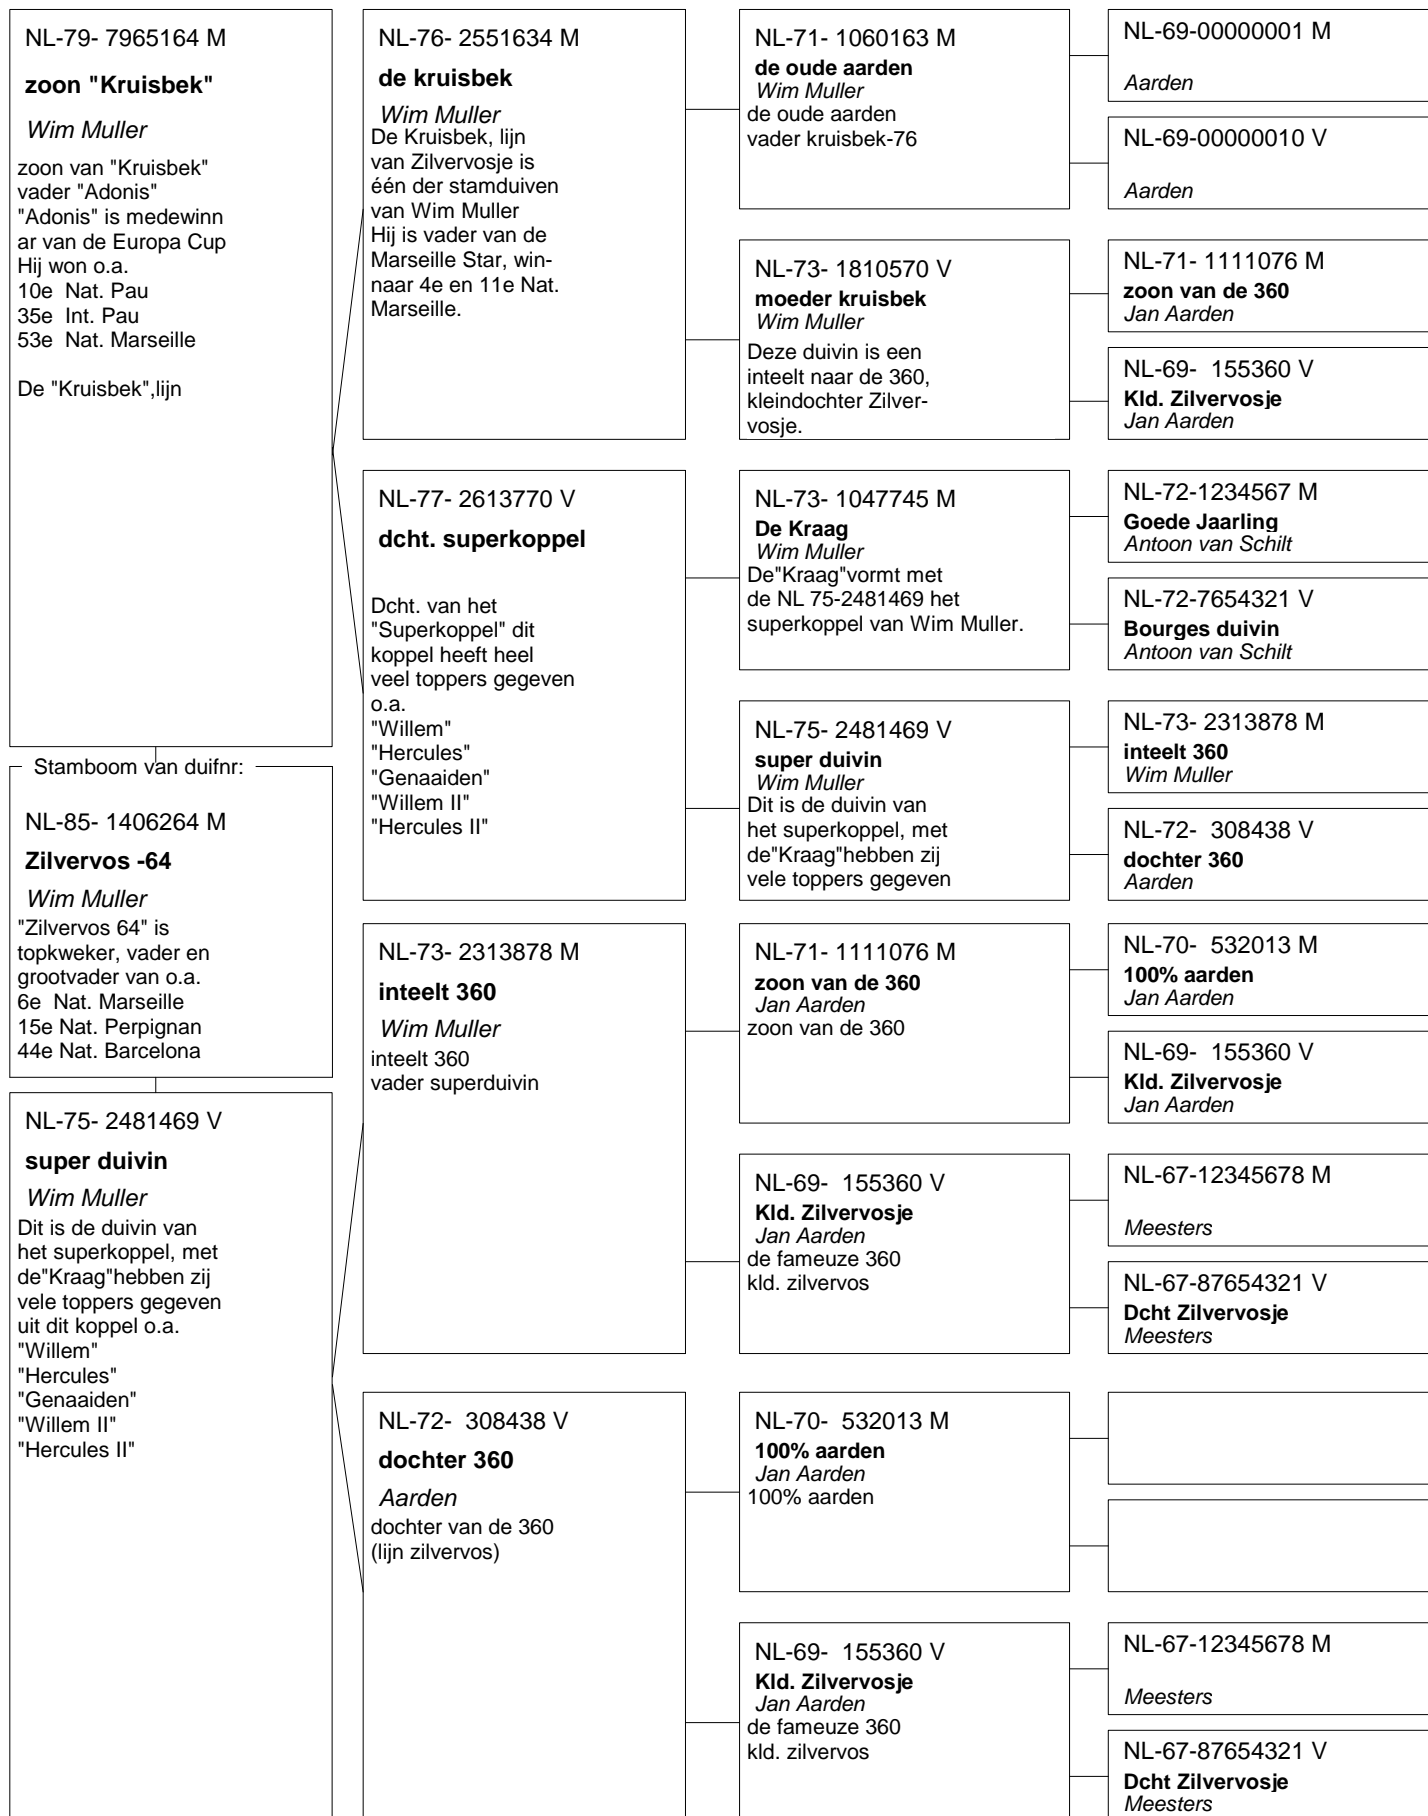 NL-79- 7965164 M
zoon "Kruisbek"
Wim Muller
zoon van "Kruisbek"
vader "Adonis"
"Adonis" is medewinn
ar van de Europa Cup
Hij won o.a.
10e  Nat. Pau
35e  Int. Pau
53e  Nat. Marseille
De "Kruisbek",lijn
Stamboom van duifnr:
NL-85- 1406264 M
Zilvervos -64
Wim Muller
"Zilvervos 64" is
topkweker, vader en
grootvader van o.a.
6e  Nat. Marseille
15e Nat. Perpignan
44e Nat. Barcelona
NL-75- 2481469 V
super duivin
Wim Muller
Dit is de duivin van
het superkoppel, met
de"Kraag"hebben zij
vele toppers gegeven
uit dit koppel o.a.
"Willem"
"Hercules"
"Genaaiden"
"Willem II"
"Hercules II"
NL-76- 2551634 M
de kruisbek
Wim Muller
De Kruisbek, lijn
van Zilvervosje is
één der stamduiven
van Wim Muller
Hij is vader van de
Marseille Star, win-
naar 4e en 11e Nat.
Marseille.
NL-77- 2613770 V
dcht. superkoppel
Dcht. van het
"Superkoppel" dit
koppel heeft heel
veel toppers gegeven
o.a.
"Willem"
"Hercules"
"Genaaiden"
"Willem II"
"Hercules II"
NL-73- 2313878 M
inteelt 360
Wim Muller
inteelt 360
vader superduivin
NL-72-  308438 V
dochter 360
Aarden
dochter van de 360
(lijn zilvervos)
NL-71- 1060163 M
de oude aarden
Wim Muller
de oude aarden
vader kruisbek-76
NL-73- 1810570 V
moeder kruisbek
Wim Muller
Deze duivin is een
inteelt naar de 360,
kleindochter Zilver-
vosje.
NL-73- 1047745 M
De Kraag
Wim Muller
De"Kraag"vormt met
de NL 75-2481469 het
superkoppel van Wim Muller.
NL-75- 2481469 V
super duivin
Wim Muller
Dit is de duivin van
het superkoppel, met
de"Kraag"hebben zij
vele toppers gegeven
NL-71- 1111076 M
zoon van de 360
Jan Aarden
zoon van de 360
NL-69-  155360 V
Kld. Zilvervosje
Jan Aarden
de fameuze 360
kld. zilvervos
NL-70-  532013 M
100% aarden
Jan Aarden
100% aarden
NL-69-  155360 V
Kld. Zilvervosje
Jan Aarden
de fameuze 360
kld. zilvervos
NL-69-00000001 M
Aarden
NL-69-00000010 V
Aarden
NL-71- 1111076 M
zoon van de 360
Jan Aarden
NL-69-  155360 V
Kld. Zilvervosje
Jan Aarden
NL-72-1234567 M
Goede Jaarling
Antoon van Schilt
NL-72-7654321 V
Bourges duivin
Antoon van Schilt
NL-73- 2313878 M
inteelt 360
Wim Muller
NL-72-  308438 V
dochter 360
Aarden
NL-70-  532013 M
100% aarden
Jan Aarden
NL-69-  155360 V
Kld. Zilvervosje
Jan Aarden
NL-67-12345678 M
Meesters
NL-67-87654321 V
Dcht Zilvervosje
Meesters
NL-67-12345678 M
Meesters
NL-67-87654321 V
Dcht Zilvervosje
Meesters